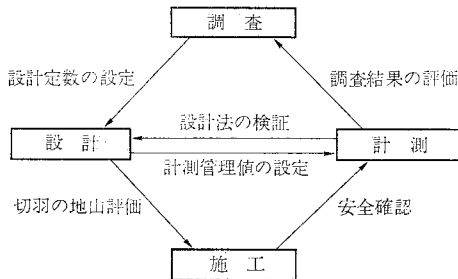 調査
設計定数の設定
調査結果の評価
設計法の検証
設計
計測
計測管理値の設定
切羽の地山評価
安全確認
施工